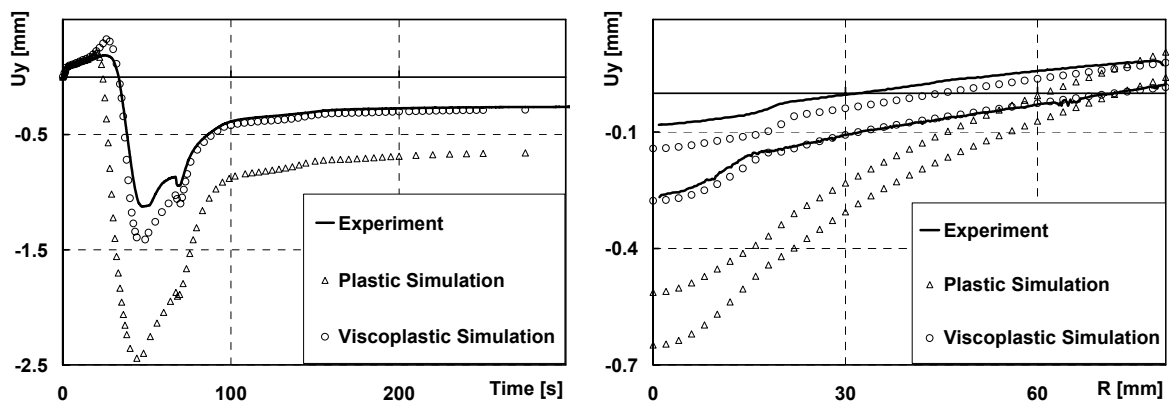 Uy [mm]
-0.5
-1.5
-2.5
0
100
200
Time [s]
Experiment
Plastic Simulation
Viscoplastic Simulation
Uy [mm]
-0.1
-0.4
-0.7
0
30
60
R [mm]
Experiment
Plastic Simulation
Viscoplastic Simulation